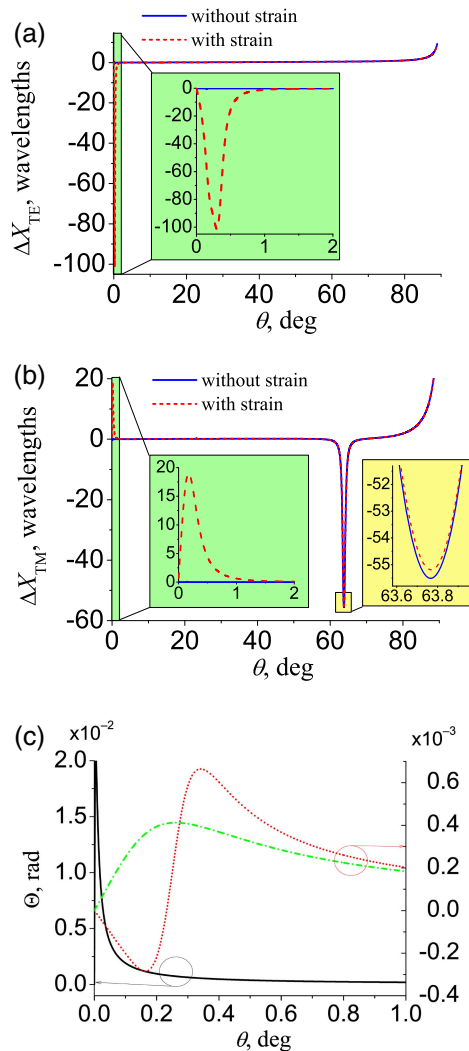 (a)
without strain
with strain
0
-20
-40
-60
-80
-100
ΔX_TE, wavelengths
0
-20
-40
-60
-80
-100
0 1 2
0 20 40 60 80
θ, deg
(b)
without strain
with strain
20
0
-20
-40
-60
ΔX_TM, wavelengths
20
15
10
5
0
0 1 2
-52
-53
-54
-55
63.6 63.8
0 20 40 60 80
θ, deg
(c)
x10⁻² x10⁻³
2.0
1.5
1.0
0.5
0.0
Θ, rad
0.6
0.4
0.2
0.0
-0.2
-0.4
0.0 0.2 0.4 0.6 0.8 1.0
θ, deg